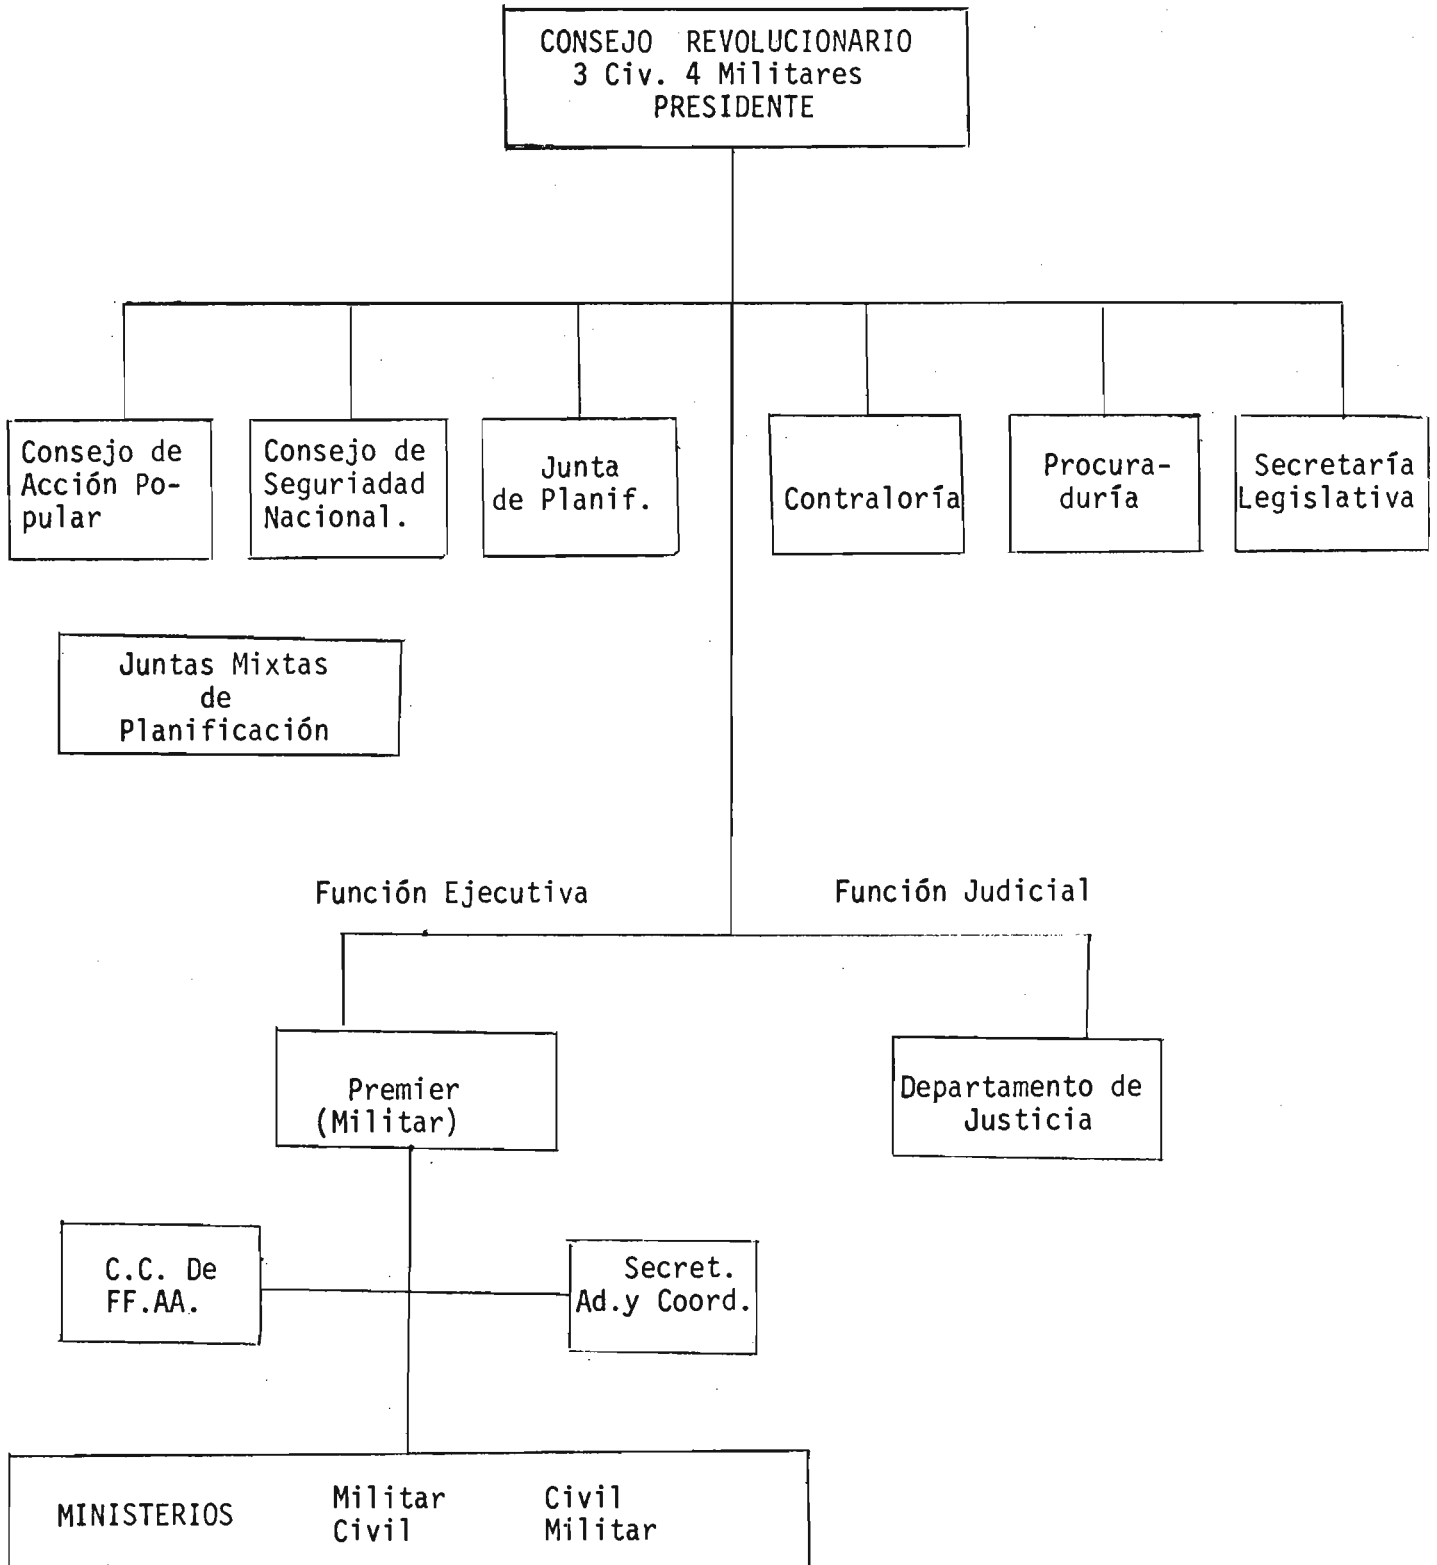 CONSEJO REVOLUCIONARIO
3 Civ. 4 Militares
PRESIDENTE
Consejo de
Acción Po-
pular
Consejo de
Seguriadad
Nacional.
Junta
de Planif.
Contraloría
Procura-
duría
Secretaría
Legislativa
Juntas Mixtas
de
Planificación
Función Ejecutiva
Función Judicial
Premier
(Militar)
Departamento de
Justicia
C.C. De
FF.AA.
Secret.
Ad.y Coord.
MINISTERIOS
Militar
Civil
Civil
Militar